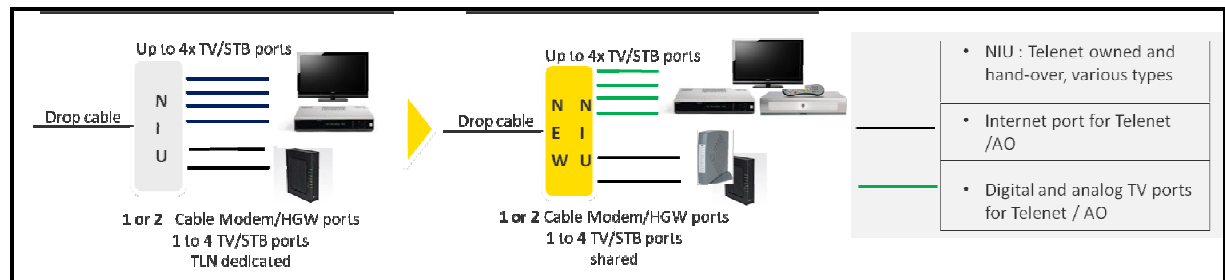 Up to 4x TV/STB ports
N
I
U
Drop cable
1 or 2 Cable Modem/HGW ports
1 to 4 TV/STB ports
TLN dedicated
Up to 4x TV/STB ports
N N
E I
W U
Drop cable
1 or 2 Cable Modem/HGW ports
1 to 4 TV/STB ports
shared
• NIU : Telenet owned and
hand-over, various types
• Internet port for Telenet
/AO
• Digital and analog TV ports
for Telenet / AO